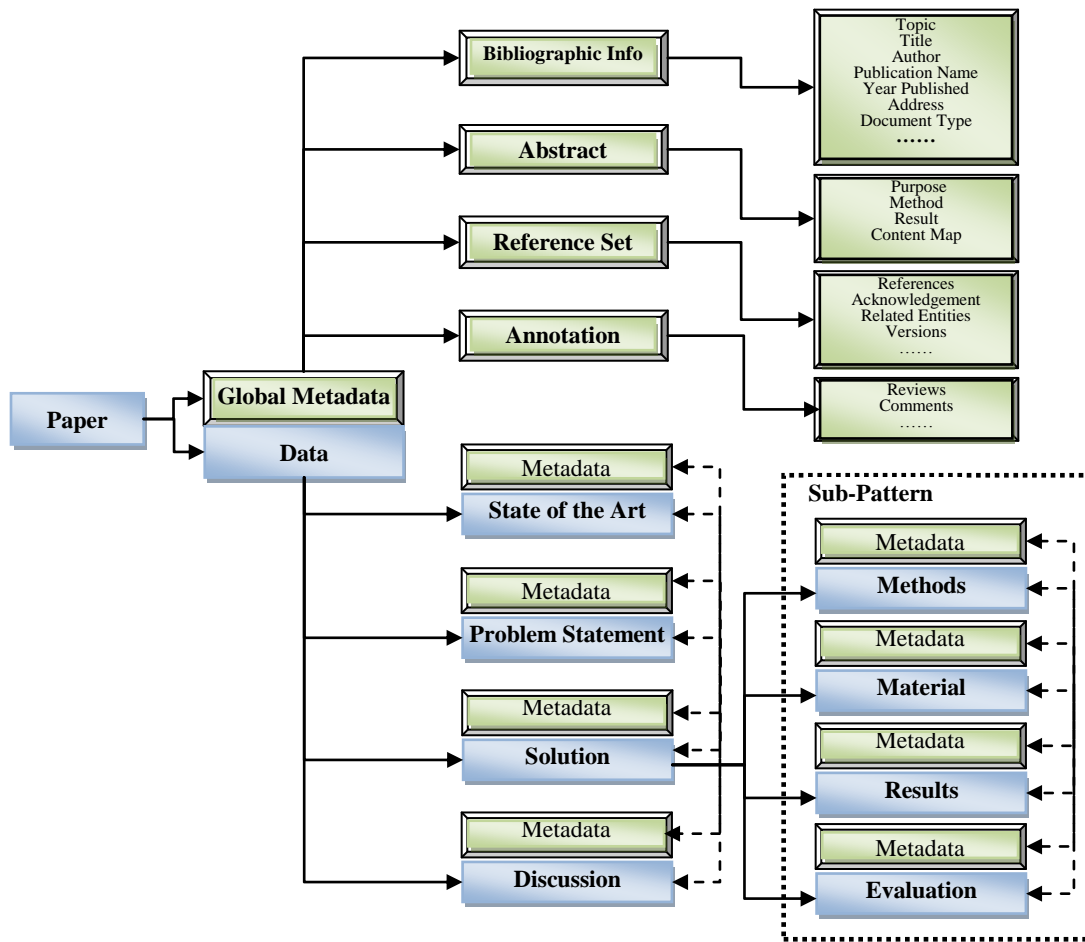 Bibliographic Info
Topic
Title
Author
Publication Name
Year Published
Address
Document Type
......
Abstract
Purpose
Method
Result
Content Map
Reference Set
References
Acknowledgement
Related Entities
Versions
......
Annotation
Reviews
Comments
......
Paper
Global Metadata
Data
Metadata
State of the Art
Metadata
Problem Statement
Metadata
Solution
Metadata
Discussion
Sub-Pattern
Metadata
Methods
Metadata
Material
Metadata
Results
Metadata
Evaluation